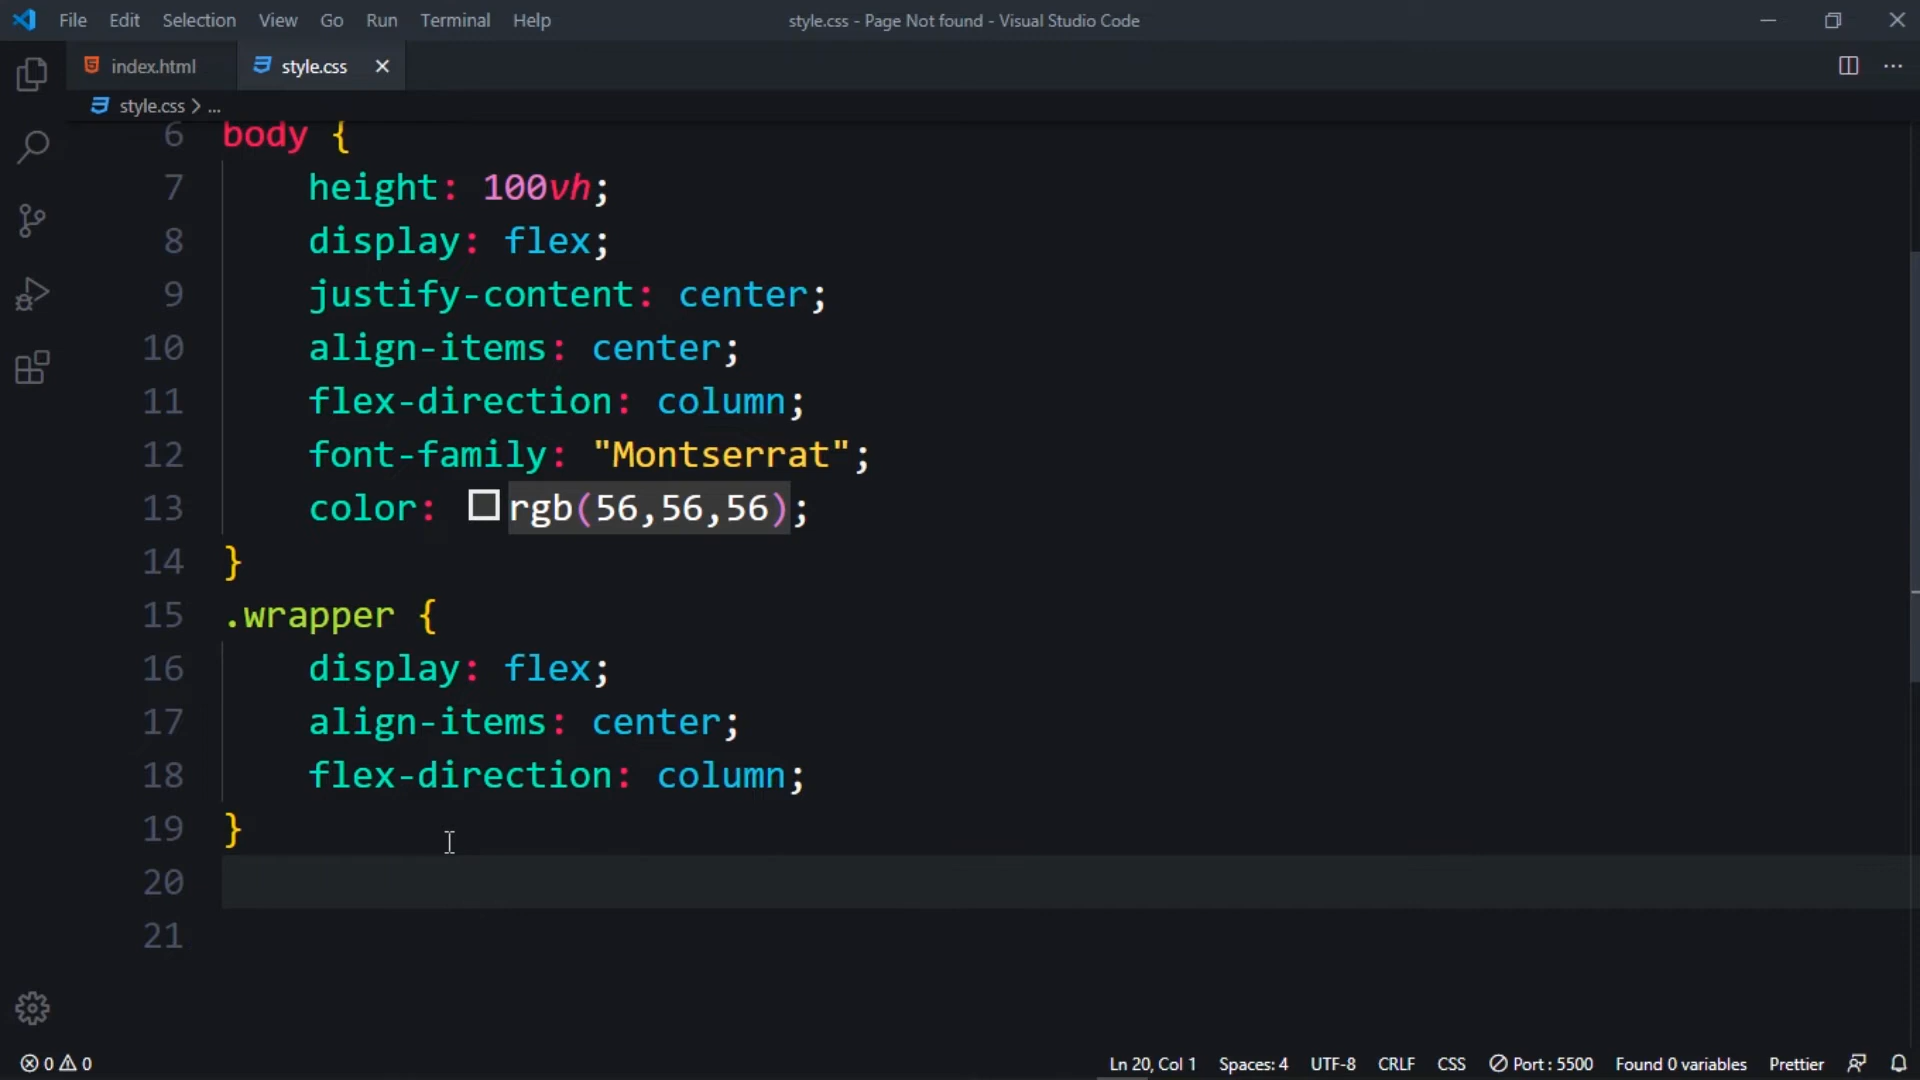 File Edit Selection View Go Run Terminal Help style.css - Page Not found - Visual Studio Code
index.html style.css
style.css > ...
6 body {
7 height: 100vh;
8 display: flex;
9 justify-content: center;
10 align-items: center;
11 flex-direction: column;
12 font-family: "Montserrat";
13 color: rgb(56,56,56);
14 }
15 .wrapper {
16 display: flex;
17 align-items: center;
18 flex-direction: column;
19 }
20
21
0 0 Ln 20, Col 1 Spaces: 4 UTF-8 CRLF CSS Port : 5500 Found 0 variables Prettier